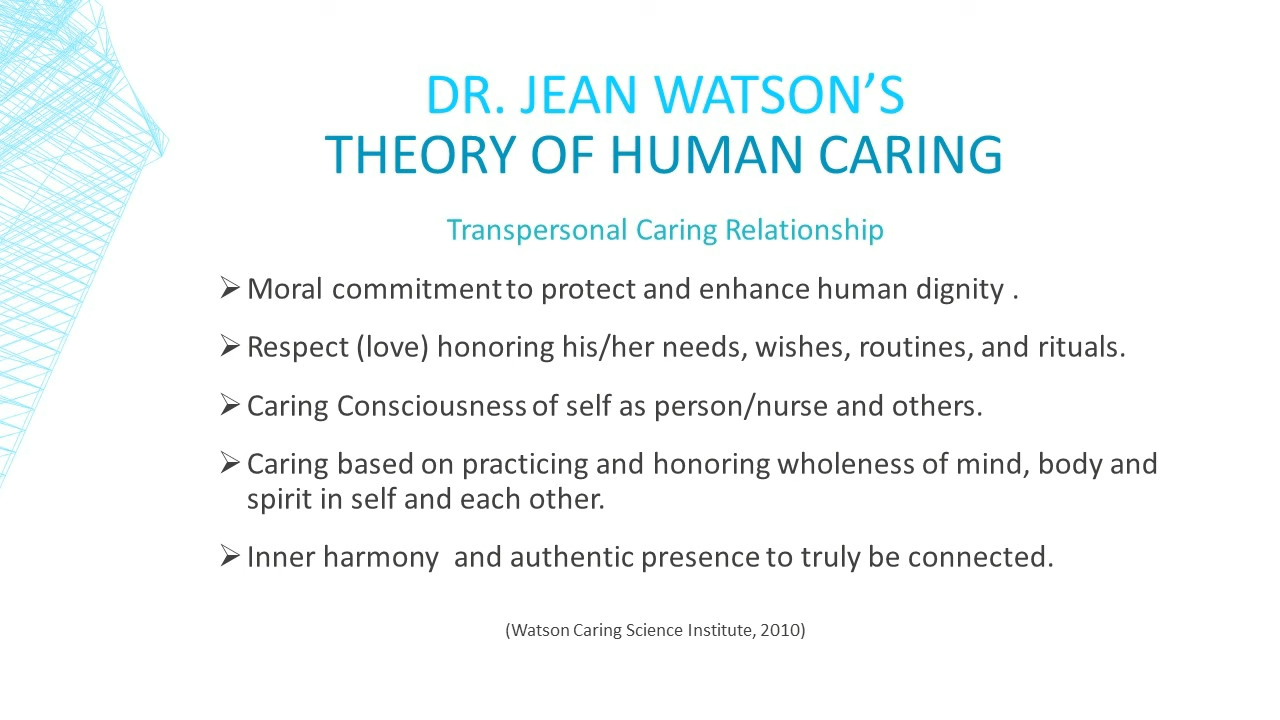 DR. JEAN WATSON’S
THEORY OF HUMAN CARING
Transpersonal Caring Relationship
➢ Moral commitment to protect and enhance human dignity .
➢ Respect (love) honoring his/her needs, wishes, routines, and rituals.
➢ Caring Consciousness of self as person/nurse and others.
➢ Caring based on practicing and honoring wholeness of mind, body and
spirit in self and each other.
➢ Inner harmony  and authentic presence to truly be connected.
(Watson Caring Science Institute, 2010)